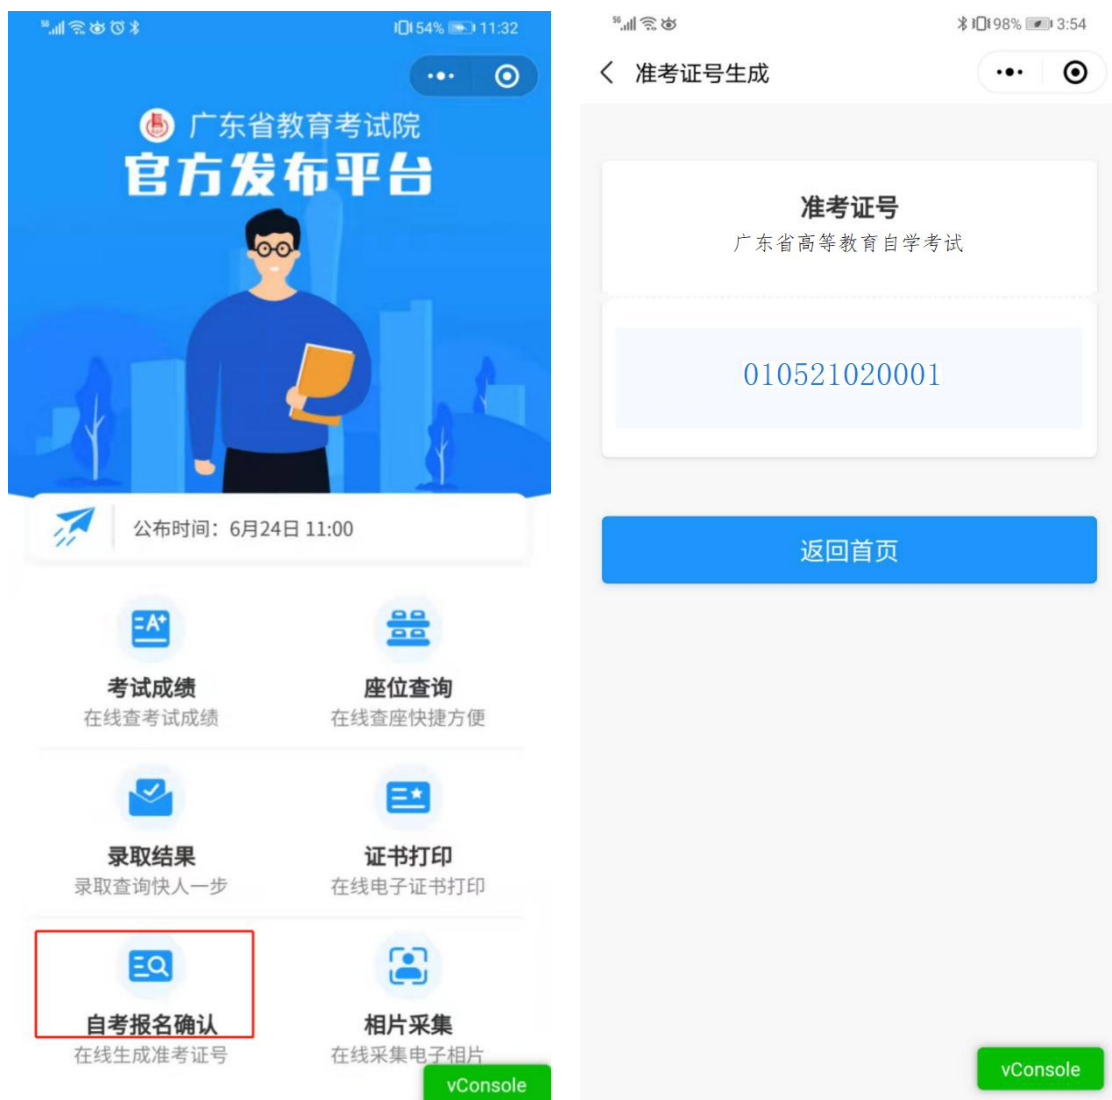 54% 11:32
广东省教育考试院
官方发布平台
公布时间：6月24日 11:00
考试成绩
在线查考试成绩
座位查询
在线查座快捷方便
录取结果
录取查询快人一步
证书打印
在线电子证书打印
自考报名确认
在线生成准考证号
相片采集
在线采集电子相片
vConsole
98% 3:54
准考证号生成
准考证号
广东省高等教育自学考试
010521020001
返回首页
vConsole